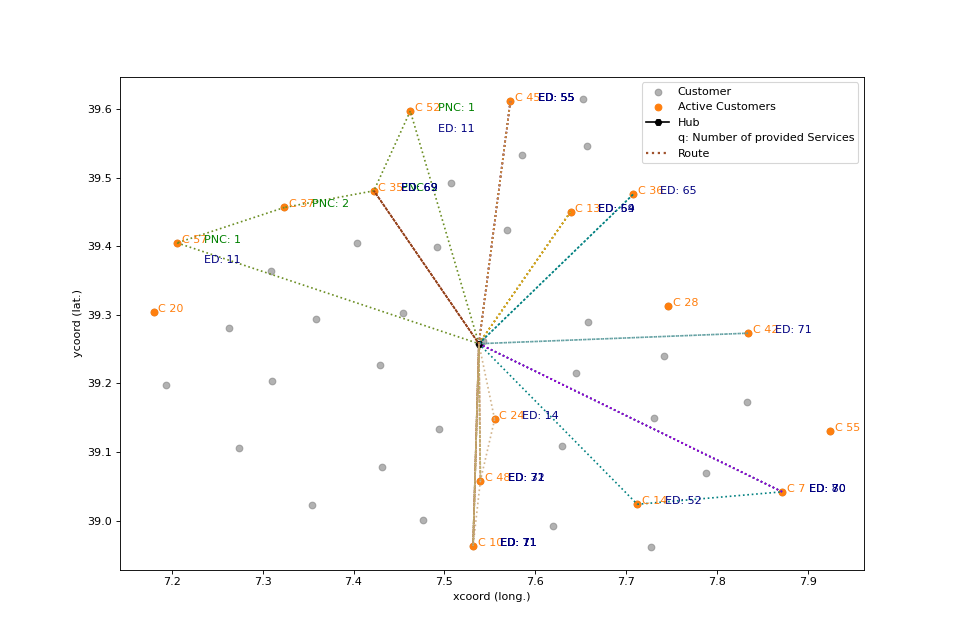 Customer
Active Customers
Hub
q: Number of provided Services
Route
39.6
39.5
39.4
39.3
39.2
39.1
39.0
7.2
7.3
7.4
7.5
7.6
7.7
7.8
7.9
xcoord (long.)
ycoord (lat.)
C 52
PNC: 1
ED: 11
C 45
ED: 55
C 35
C 37
PNC: 2
C 36
ED: 65
C 13
C 57
PNC: 1
ED: 11
C 20
C 28
C 42
ED: 71
C 24
ED: 14
C 55
C 48
C 7
C 14
ED: 52
C 10